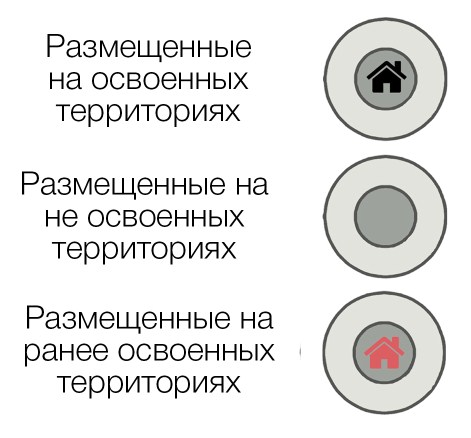 Размещенные
на освоенных
территориях
Размещенные на
не освоенных
территориях
Размещенные на
ранее освоенных
территориях